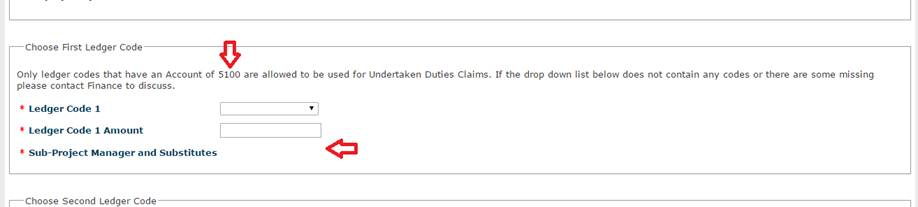 Choose First Ledger Code
Only ledger codes that have an Account of 5100 are allowed to be used for Undertaken Duties Claims. If the drop down list below does not contain any codes or there are some missing
please contact Finance to discuss.
* Ledger Code 1
* Ledger Code 1 Amount
* Sub-Project Manager and Substitutes
Choose Second Ledger Code